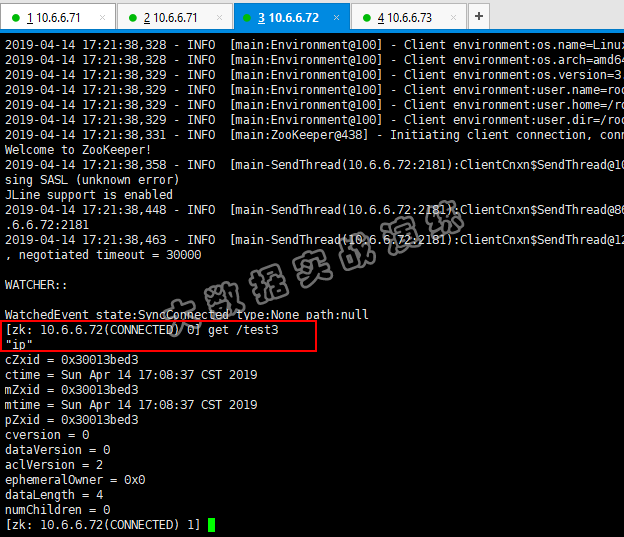 1 10.6.6.71 × 2 10.6.6.71 × 3 10.6.6.72 × 4 10.6.6.73 × +
2019-04-14 17:21:38,328 - INFO  [main:Environment@100] - Client environment:os.name=Linux
2019-04-14 17:21:38,328 - INFO  [main:Environment@100] - Client environment:os.arch=amd64
2019-04-14 17:21:38,329 - INFO  [main:Environment@100] - Client environment:os.version=3.
2019-04-14 17:21:38,329 - INFO  [main:Environment@100] - Client environment:user.name=roo
2019-04-14 17:21:38,329 - INFO  [main:Environment@100] - Client environment:user.home=/ro
2019-04-14 17:21:38,329 - INFO  [main:Environment@100] - Client environment:user.dir=/roo
2019-04-14 17:21:38,331 - INFO  [main:ZooKeeper@438] - Initiating client connection, conn
Welcome to ZooKeeper!
2019-04-14 17:21:38,358 - INFO  [main-SendThread(10.6.6.72:2181):ClientCnxn$SendThread@10
sing SASL (unknown error)
JLine support is enabled
2019-04-14 17:21:38,448 - INFO  [main-SendThread(10.6.6.72:2181):ClientCnxn$SendThread@86
.6.6.72:2181
2019-04-14 17:21:38,463 - INFO  [main-SendThread(10.6.6.72:2181):ClientCnxn$SendThread@12
, negotiated timeout = 30000
WATCHER::
WatchedEvent state:SyncConnected type:None path:null
[zk: 10.6.6.72(CONNECTED) 0] get /test3
"ip"
cZxid = 0x30013bed3
ctime = Sun Apr 14 17:08:37 CST 2019
mZxid = 0x30013bed3
mtime = Sun Apr 14 17:08:37 CST 2019
pZxid = 0x30013bed3
cversion = 0
dataVersion = 0
aclVersion = 2
ephemeralOwner = 0x0
dataLength = 4
numChildren = 0
[zk: 10.6.6.72(CONNECTED) 1]
大数据实战演练